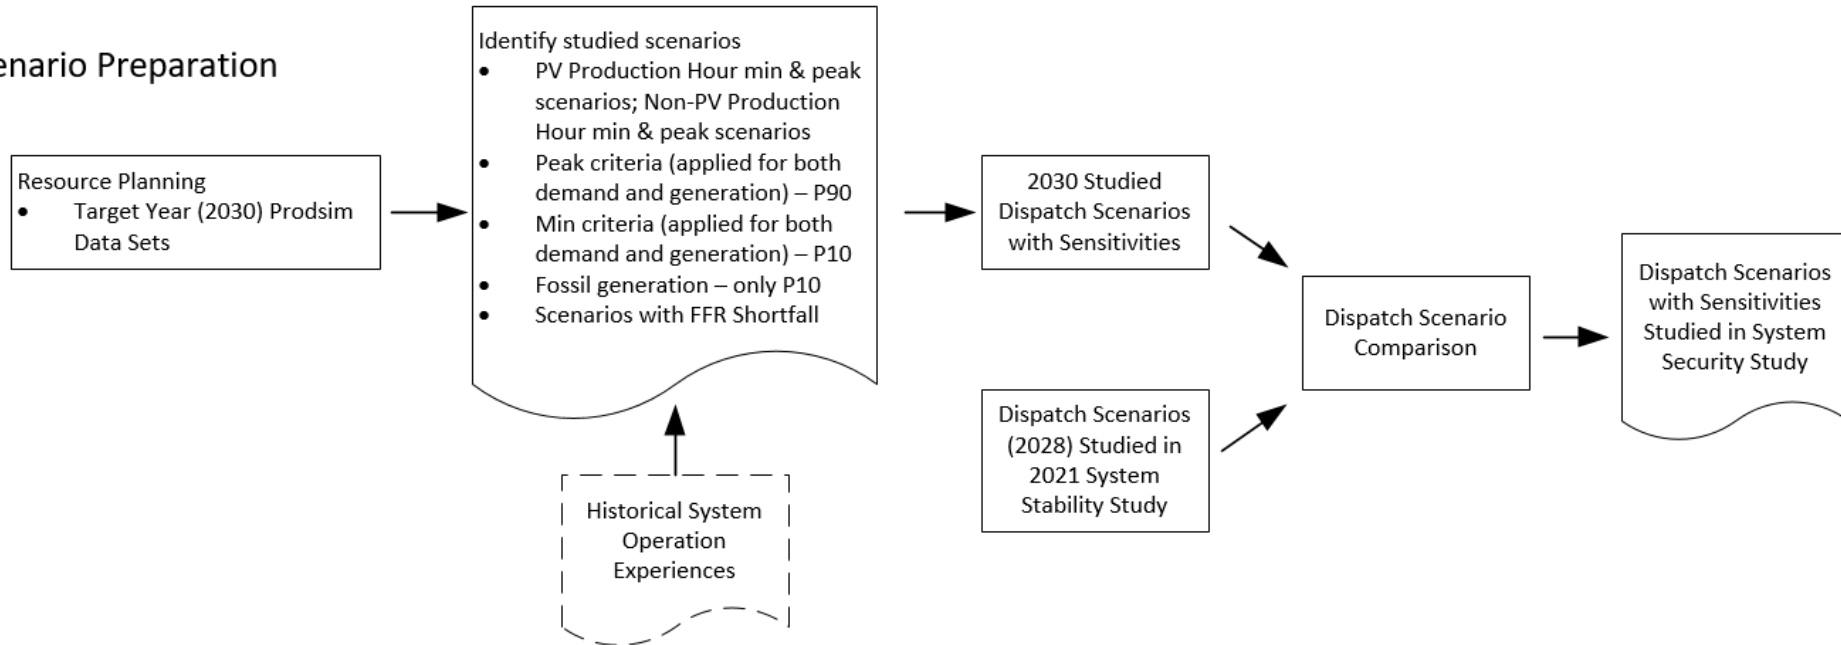 enario Preparation
Resource Planning
• Target Year (2030) Prodsim
Data Sets
Identify studied scenarios
• PV Production Hour min & peak
scenarios; Non-PV Production
Hour min & peak scenarios
• Peak criteria (applied for both
demand and generation) – P90
• Min criteria (applied for both
demand and generation) – P10
• Fossil generation – only P10
• Scenarios with FFR Shortfall
Historical System
Operation
Experiences
2030 Studied
Dispatch Scenarios
with Sensitivities
Dispatch Scenarios
(2028) Studied in
2021 System
Stability Study
Dispatch Scenario
Comparison
Dispatch Scenarios
with Sensitivities
Studied in System
Security Study